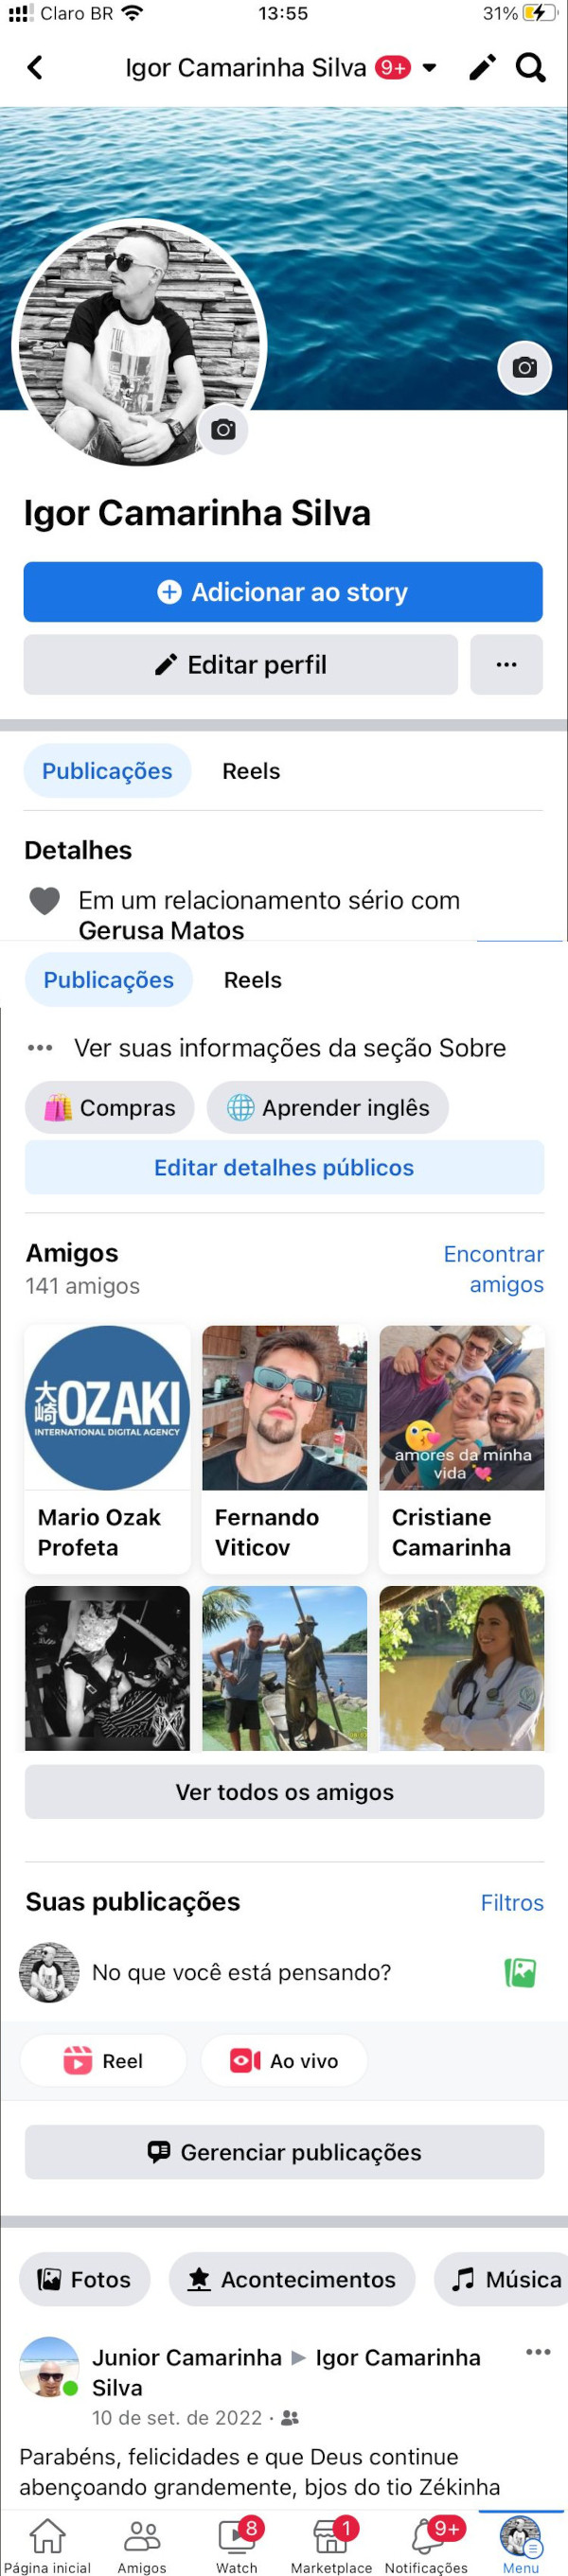 Claro BR 13:55 31%
Igor Camarinha Silva 9+
Igor Camarinha Silva
Adicionar ao story
Editar perfil
Publicações Reels
Detalhes
Em um relacionamento sério com
Gerusa Matos
Publicações Reels
Ver suas informações da seção Sobre
Compras Aprender inglês
Editar detalhes públicos
Amigos Encontrar
141 amigos amigos
大
崎 OZAKI
INTERNATIONAL DIGITAL AGENCY
amores da minha
vida
Mario Ozak Fernando Cristiane
Profeta Viticov Camarinha
Ver todos os amigos
Suas publicações Filtros
No que você está pensando?
Reel Ao vivo
Gerenciar publicações
Fotos Acontecimentos Música
Junior Camarinha ▶ Igor Camarinha
Silva
10 de set. de 2022 ·
Parabéns, felicidades e que Deus continue
abençoando grandemente, bjos do tio Zékinha
8 1 9+
Página inicial Amigos Watch Marketplace Notificações Menu